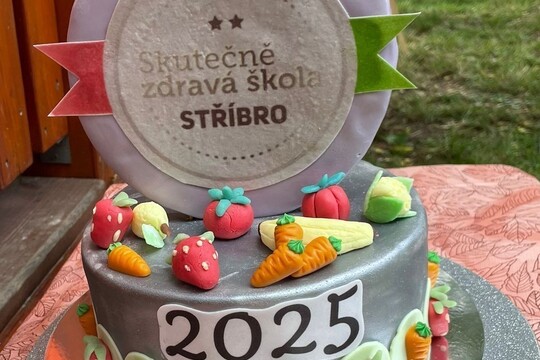 Skutečně
zdravá škola
STŘÍBRO
2025